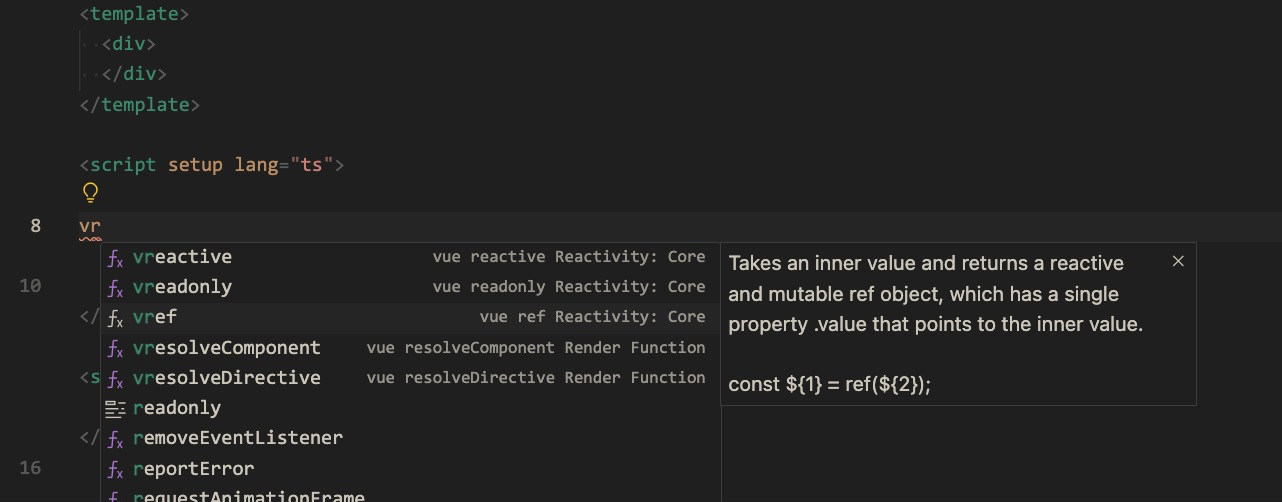 <template>
<div>
</div>
</template>
<script setup lang="ts">
8 vr
vreactive vue reactive Reactivity: Core
10 vreadonly vue readonly Reactivity: Core
</ vref vue ref Reactivity: Core
vresolveComponent vue resolveComponent Render Function
<s vresolveDirective vue resolveDirective Render Function
readonly
</ removeEventListener
16 reportError
requestAnimationFrame
Takes an inner value and returns a reactive
and mutable ref object, which has a single
property .value that points to the inner value.
const ${1} = ref(${2});